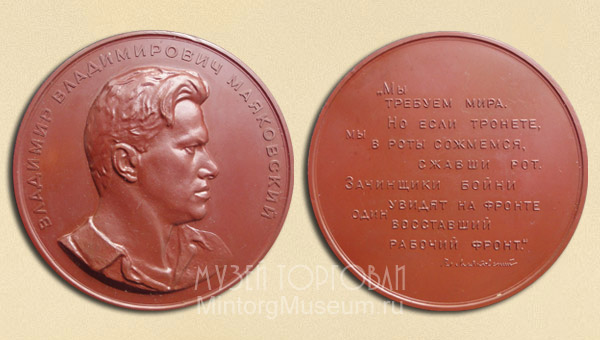 ВЛАДИМИР ВЛАДИМИРОВИЧ МАЯКОВСКИЙ
„Мы
требуем мира.
Но если тронете,
мы
в роты сожмемся,
сжавши рот.
Зачинщики бойни
увидят на фронте
один
восставший
рабочий фронт."
МУЗЕЙ ТОРГОВЛИ
MintorgMuseum.ru